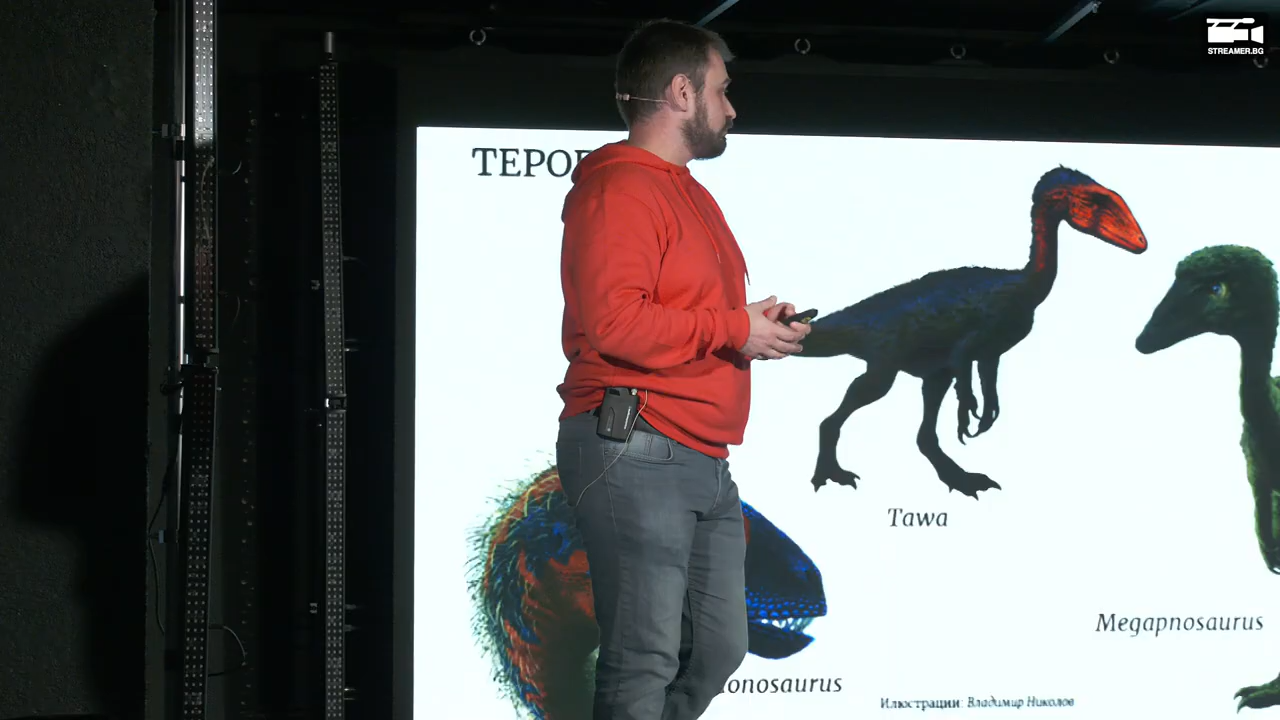 STREAMER.BG
ТЕРОП
Tawa
Megapnosaurus
onosaurus
Илюстрации: Владимир Николов